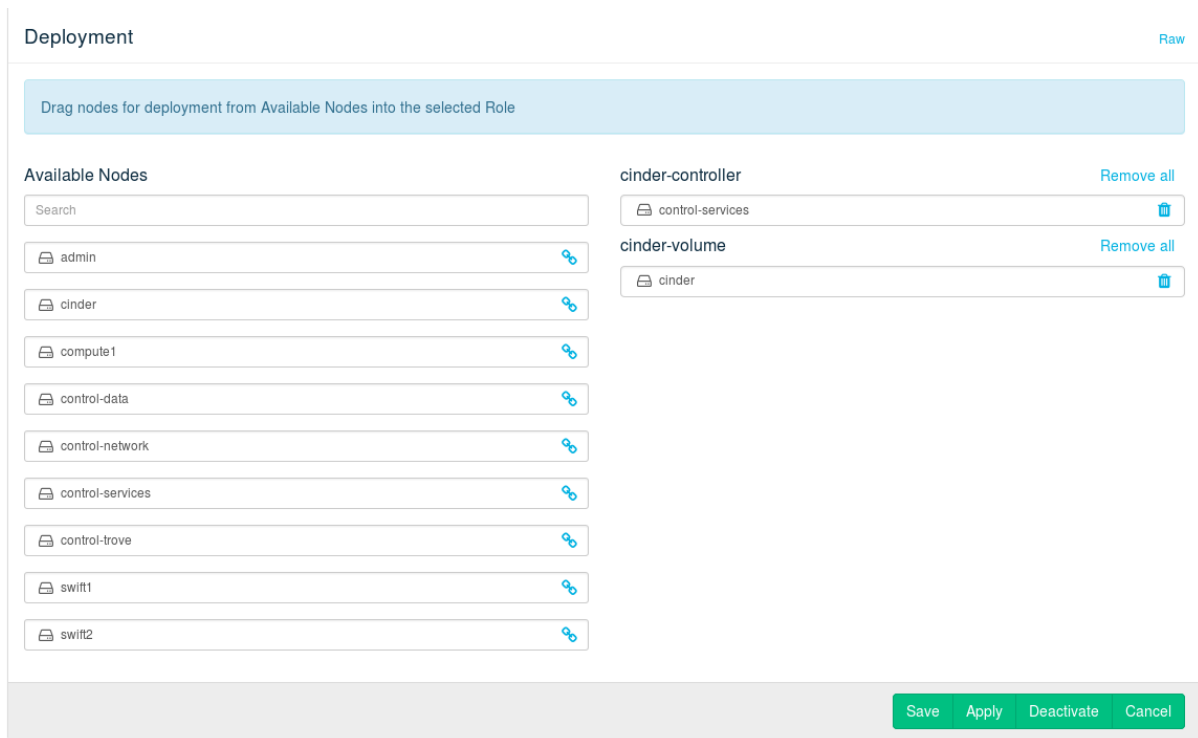 Deployment
Raw
Drag nodes for deployment from Available Nodes into the selected Role
Available Nodes
Search
admin
cinder
compute1
control-data
control-network
control-services
control-trove
swift1
swift2
cinder-controller
Remove all
control-services
cinder-volume
Remove all
cinder
Save
Apply
Deactivate
Cancel